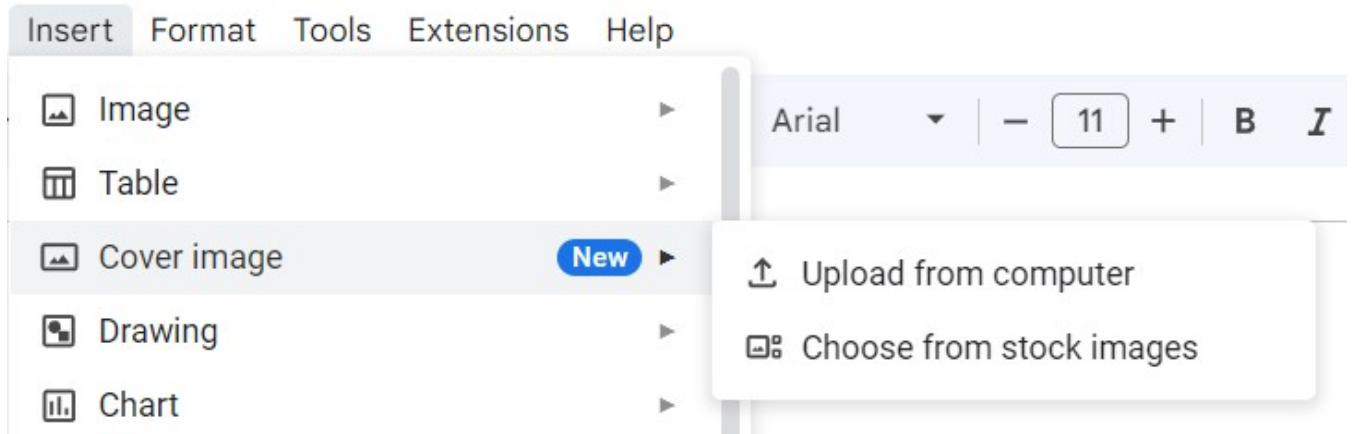 Insert Format Tools Extensions Help
Image
Arial 11 B I
Table
Cover image New
Upload from computer
Drawing
Choose from stock images
Chart